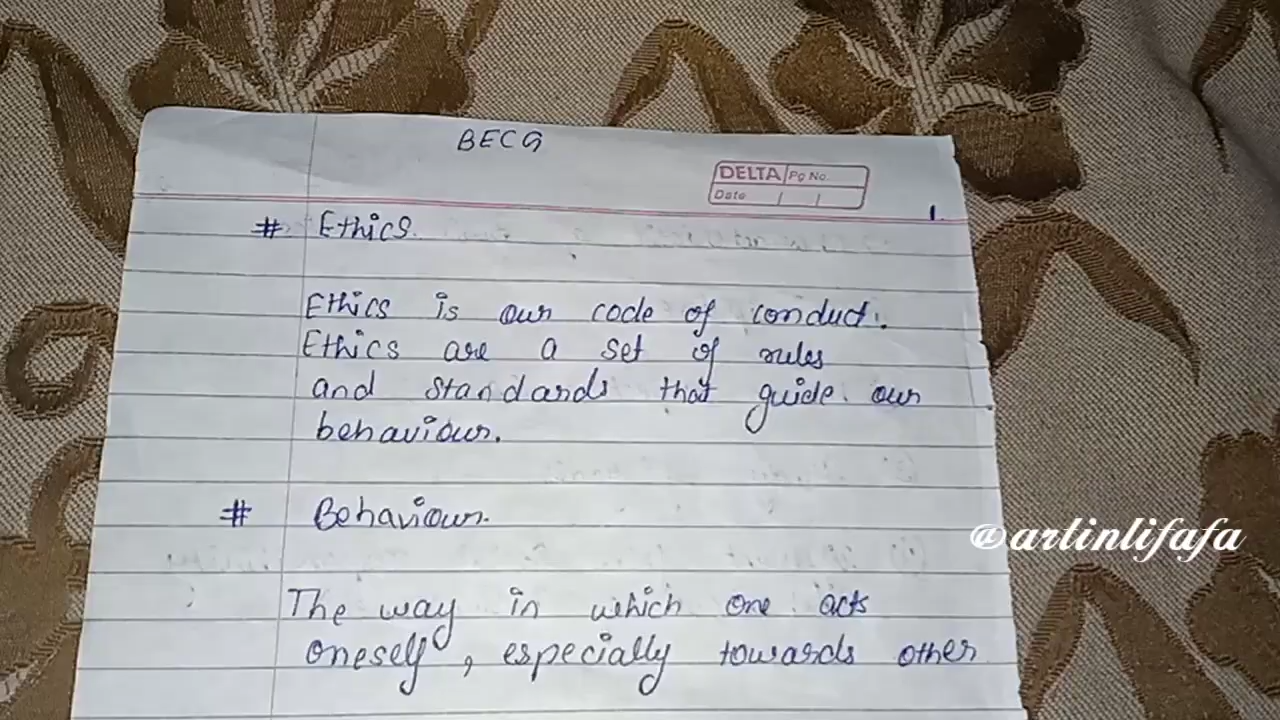 BECG
DELTA Pg No.
Date
1.
# Ethics.
Ethics is our code of conduct.
Ethics are a set of rules
and standards that guide our
behaviour.
# Behaviour.
@artinlifafa
The way in which one acts
oneself, especially towards other